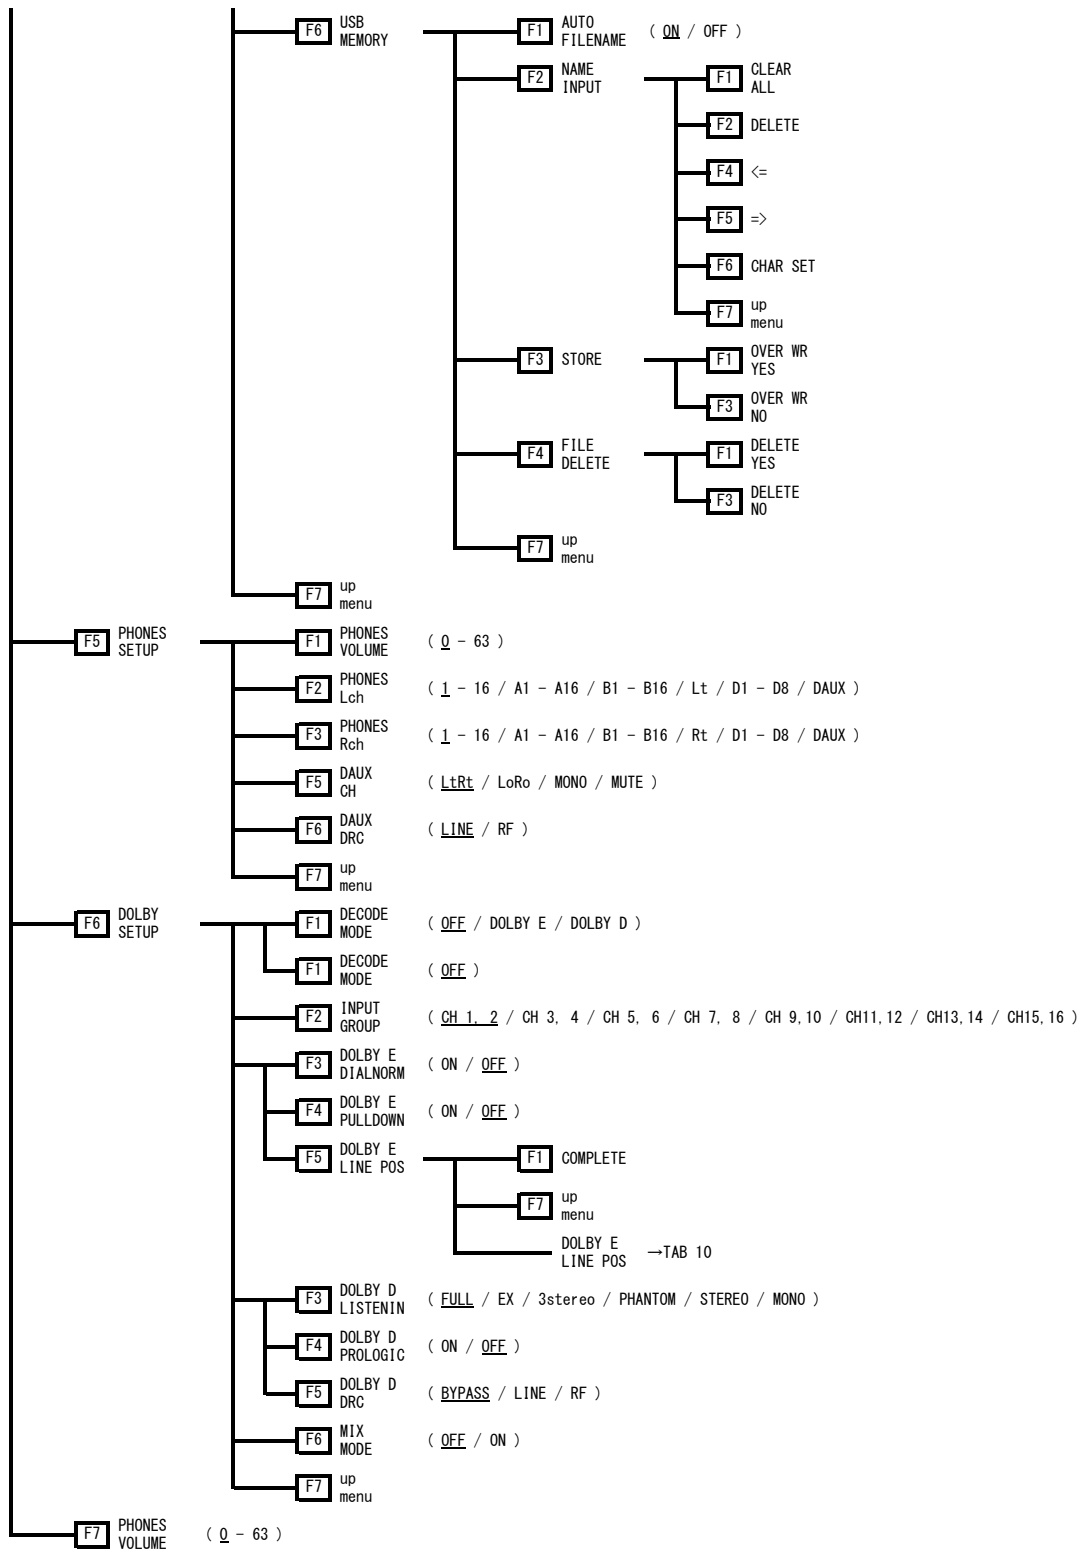 F6 USB MEMORY F1 AUTO FILENAME ( ON / OFF )
F2 NAME INPUT F1 CLEAR ALL
F2 DELETE
F4 <=
F5 =>
F6 CHAR SET
F7 up menu
F3 STORE F1 OVER WR YES
F3 OVER WR NO
F4 FILE DELETE F1 DELETE YES
F3 DELETE NO
F7 up menu
F7 up menu
F5 PHONES SETUP F1 PHONES VOLUME ( 0 - 63 )
F2 PHONES Lch ( 1 - 16 / A1 - A16 / B1 - B16 / Lt / D1 - D8 / DAUX )
F3 PHONES Rch ( 1 - 16 / A1 - A16 / B1 - B16 / Rt / D1 - D8 / DAUX )
F5 DAUX CH ( LtRt / LoRo / MONO / MUTE )
F6 DAUX DRC ( LINE / RF )
F7 up menu
F6 DOLBY SETUP F1 DECODE MODE ( OFF / DOLBY E / DOLBY D )
F1 DECODE MODE ( OFF )
F2 INPUT GROUP ( CH 1, 2 / CH 3, 4 / CH 5, 6 / CH 7, 8 / CH 9,10 / CH11,12 / CH13,14 / CH15,16 )
F3 DOLBY E DIALNORM ( ON / OFF )
F4 DOLBY E PULLDOWN ( ON / OFF )
F5 DOLBY E LINE POS F1 COMPLETE
F7 up menu
DOLBY E LINE POS →TAB 10
F3 DOLBY D LISTENIN ( FULL / EX / 3stereo / PHANTOM / STEREO / MONO )
F4 DOLBY D PROLOGIC ( ON / OFF )
F5 DOLBY D DRC ( BYPASS / LINE / RF )
F6 MIX MODE ( OFF / ON )
F7 up menu
F7 PHONES VOLUME ( 0 - 63 )